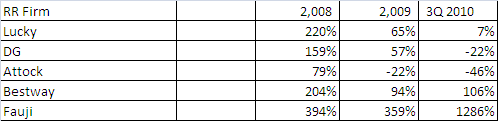 RR Firm 2,008 2,009 3Q 2010
Lucky 220% 65% 7%
DG 159% 57% -22%
Attock 79% -22% -46%
Bestway 204% 94% 106%
Fauji 394% 359% 1286%